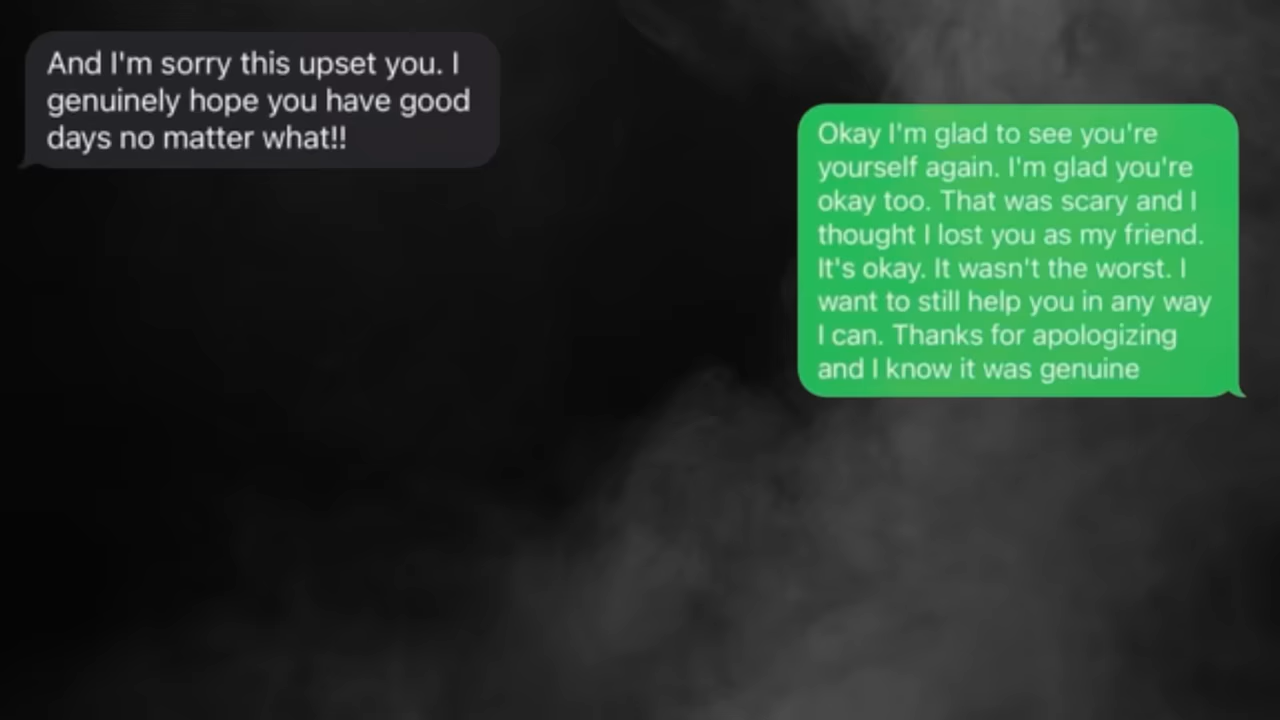 And I'm sorry this upset you. I
genuinely hope you have good
days no matter what!!
Okay I'm glad to see you're
yourself again. I'm glad you're
okay too. That was scary and I
thought I lost you as my friend.
It's okay. It wasn't the worst. I
want to still help you in any way
I can. Thanks for apologizing
and I know it was genuine